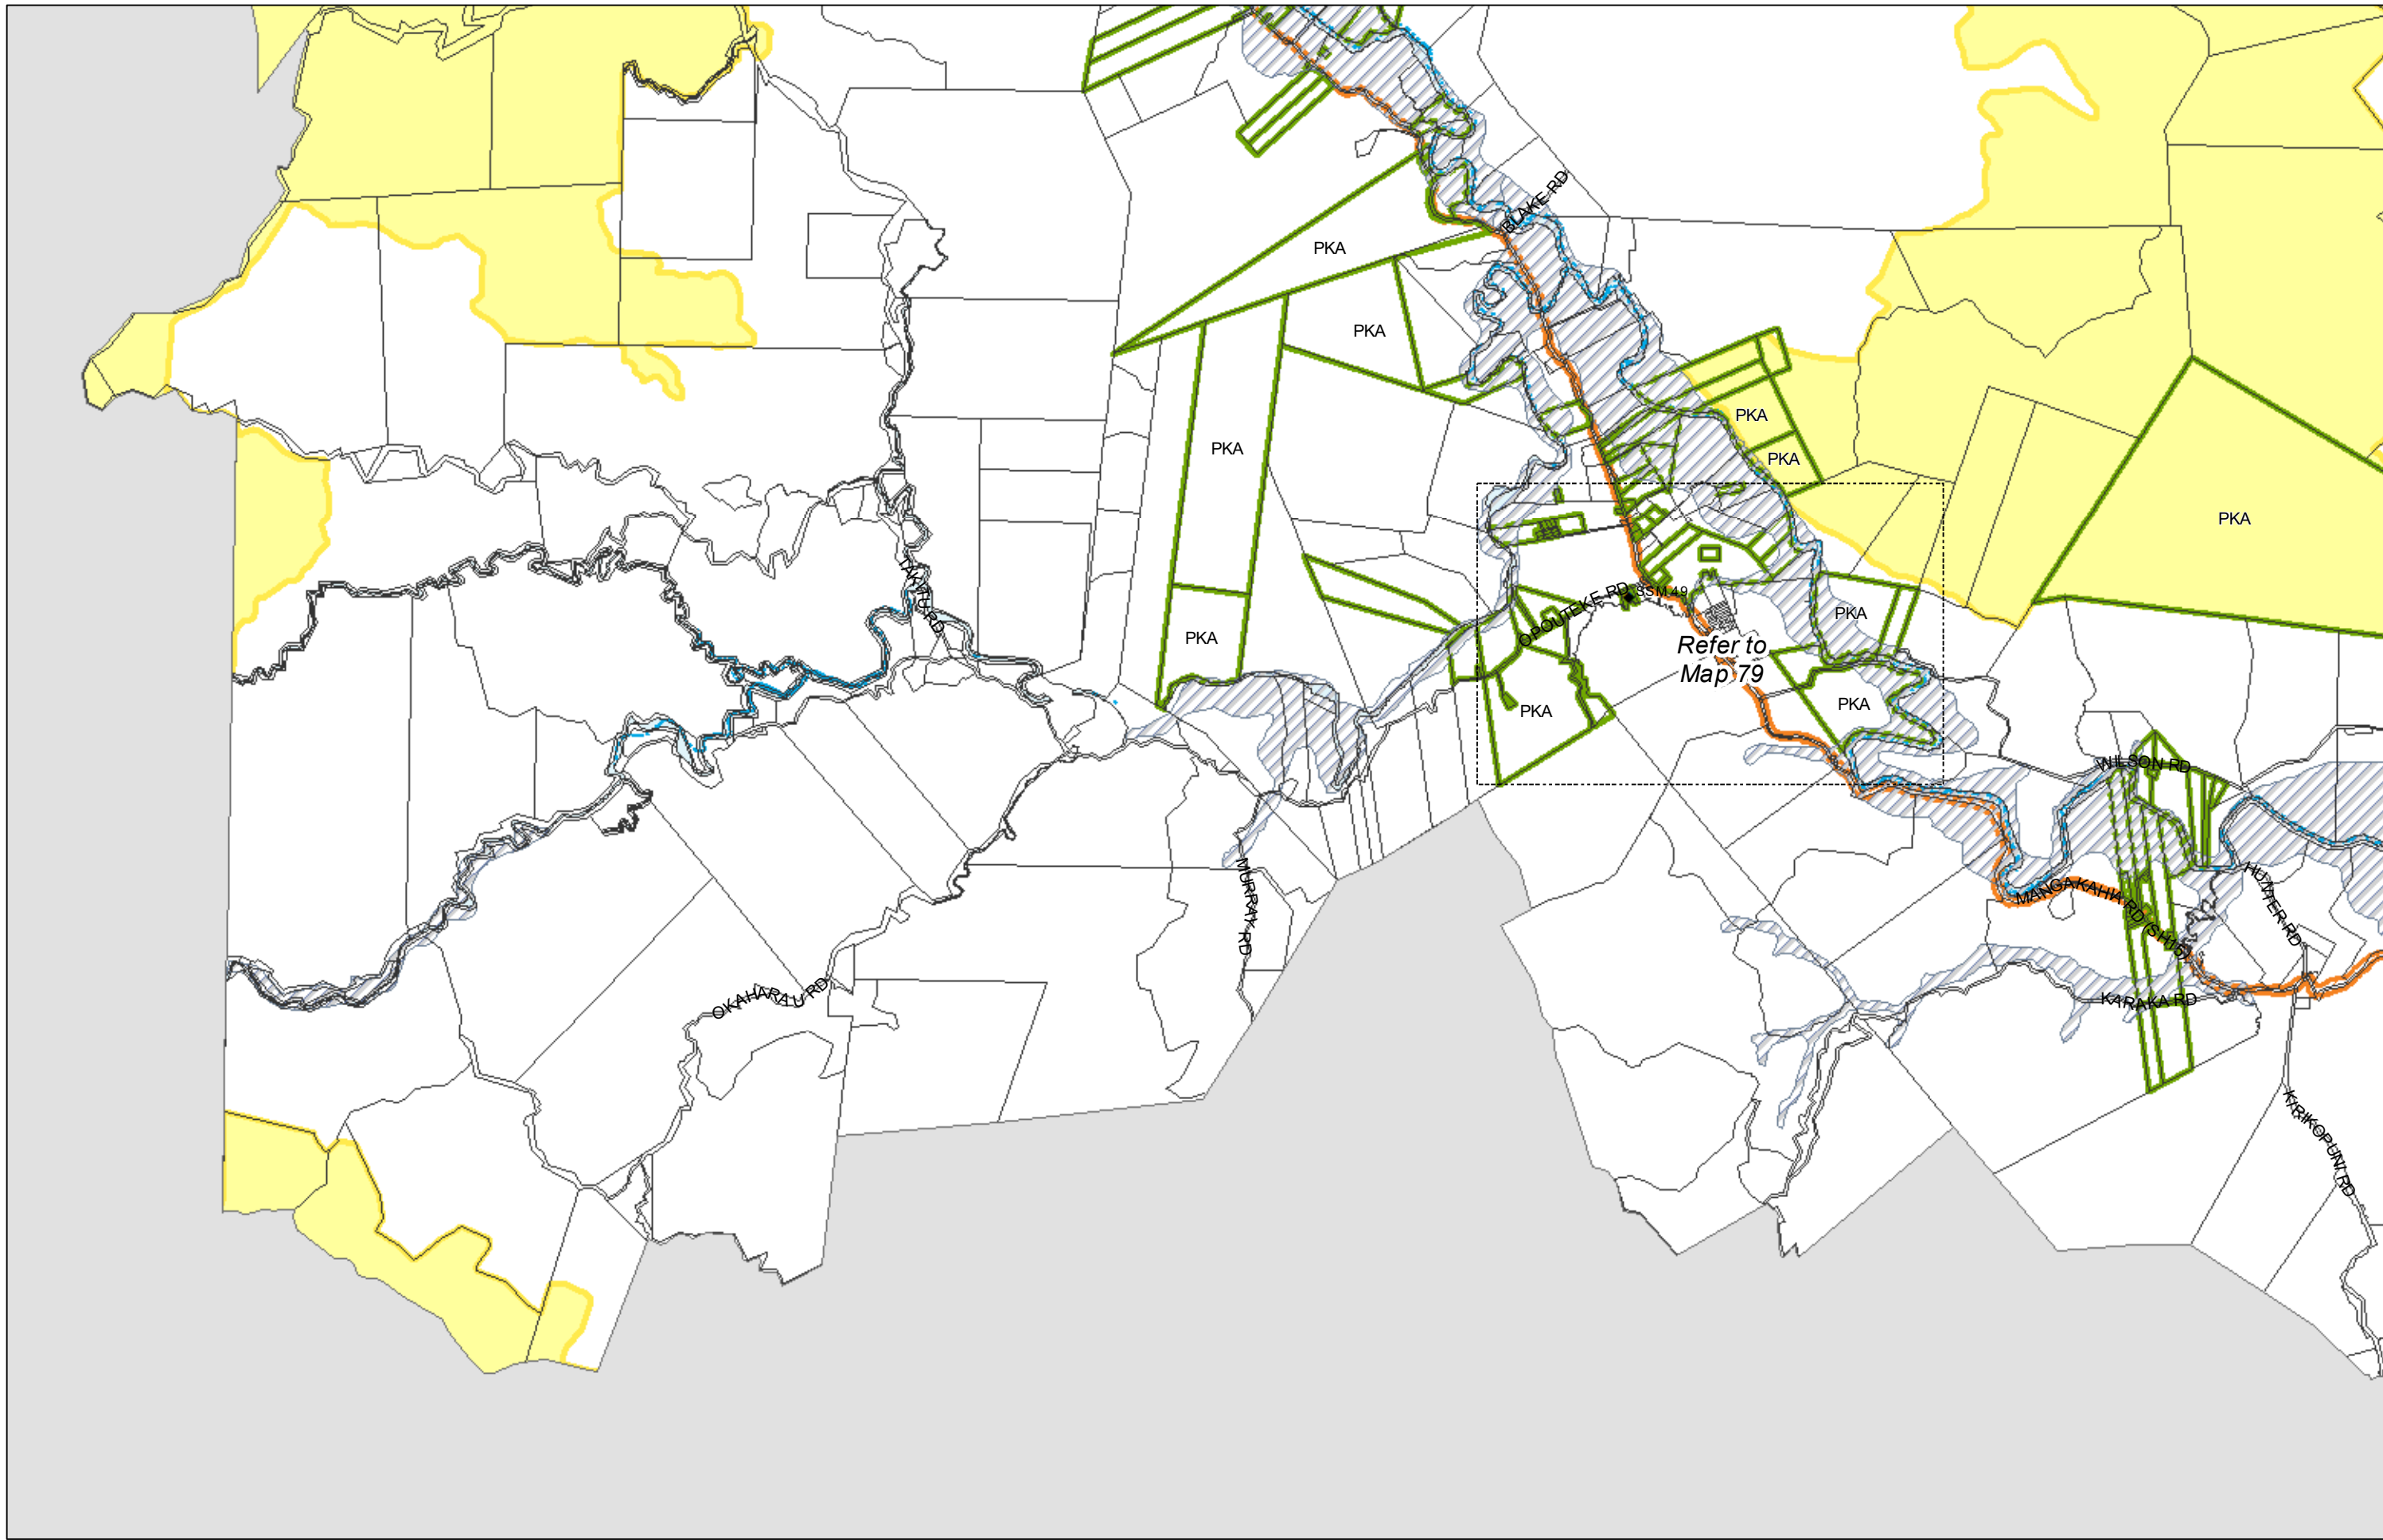 BLAKE RD
PKA
PKA
PKA
PKA
PKA
PKA
TAKITU RD
OPOUTEKE RD
SSM 49
PKA
PKA
Refer to
Map 79
PKA
PKA
WILSON RD
MURRAY RD
MANGAKAHIA RD (SH15)
HUNTER RD
OKAHARAU RD
KARAKA RD
KIRIKOPUNI RD